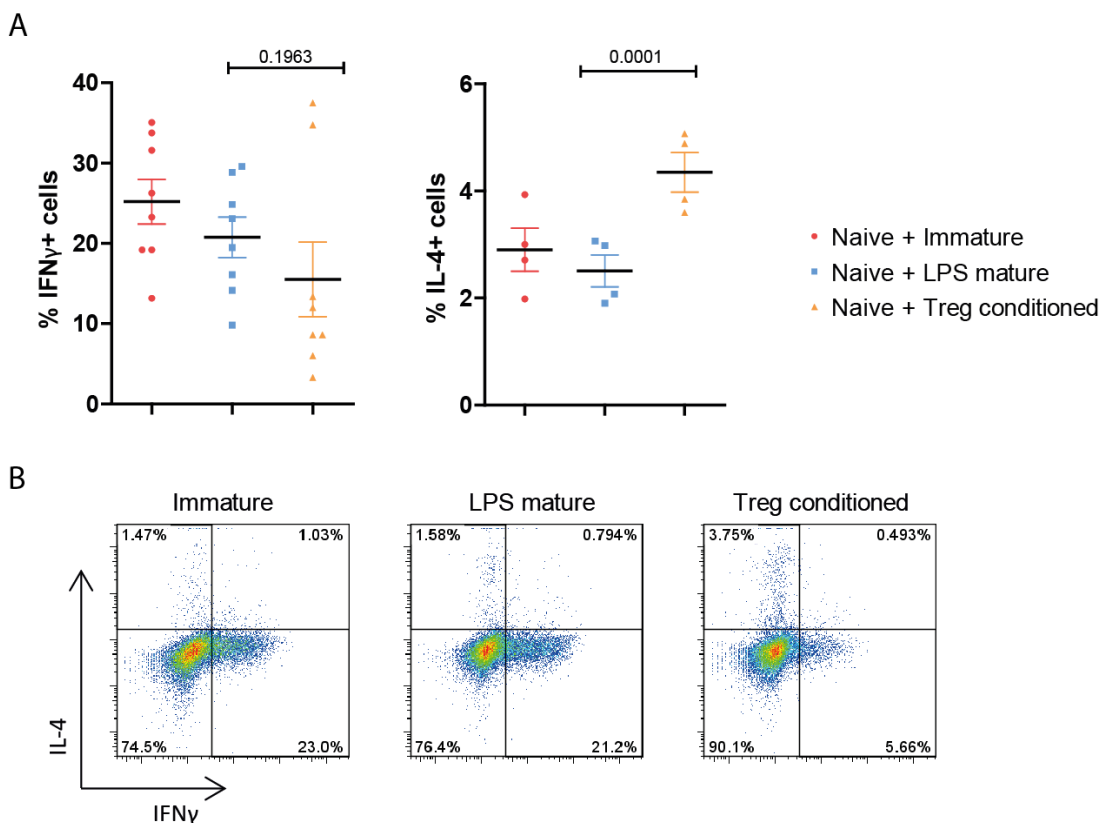 A
0.1963
40
30
20
10
0
% IFNγ+ cells
0.0001
6
4
2
0
% IL-4+ cells
Naive + Immature
Naive + LPS mature
Naive + Treg conditioned
B
Immature
1.47%
1.03%
74.5%
23.0%
LPS mature
1.58%
0.794%
76.4%
21.2%
Treg conditioned
3.75%
0.493%
90.1%
5.66%
IL-4
IFNγ